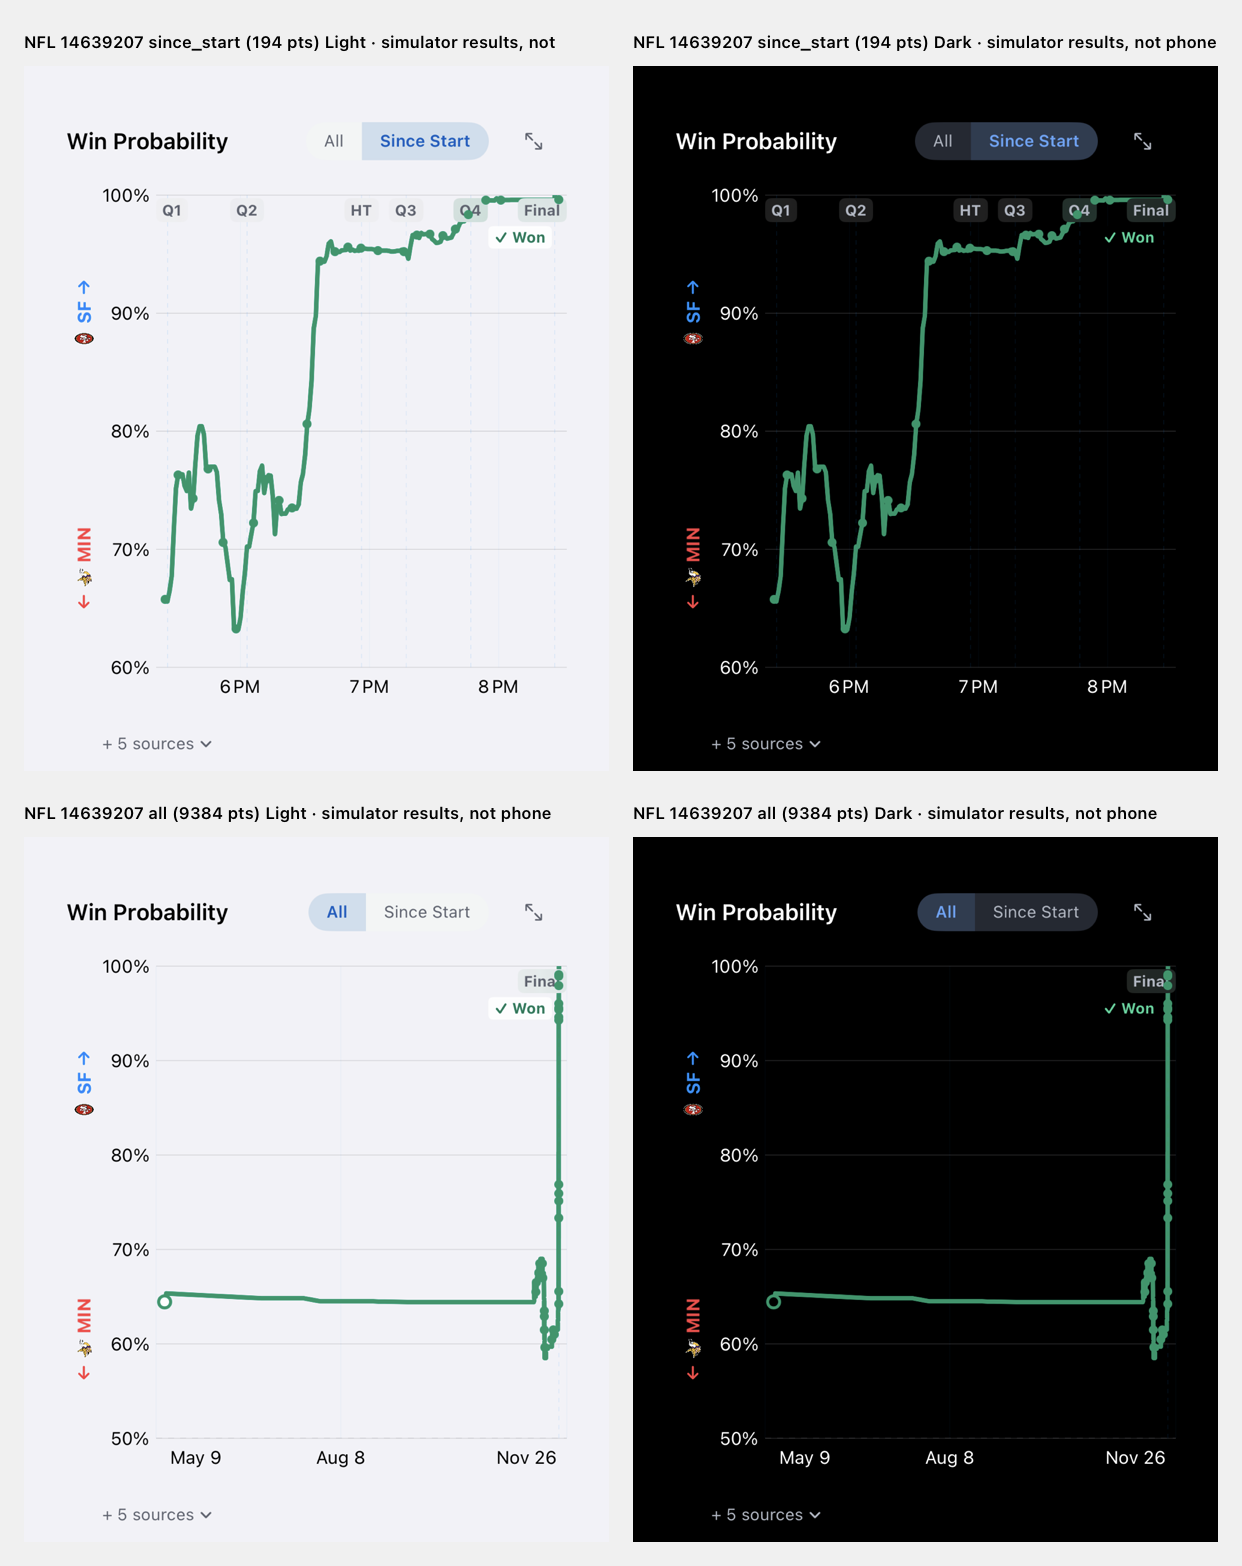 NFL 14639207 since_start (194 pts) Light · simulator results, not
Win Probability
All
Since Start
100%
90%
80%
70%
60%
Q1
Q2
HT
Q3
Q4
Final
✓ Won
SF →
← MIN
6 PM
7 PM
8 PM
+ 5 sources
NFL 14639207 since_start (194 pts) Dark · simulator results, not phone
Win Probability
All
Since Start
100%
90%
80%
70%
60%
Q1
Q2
HT
Q3
Q4
Final
✓ Won
SF →
← MIN
6 PM
7 PM
8 PM
+ 5 sources
NFL 14639207 all (9384 pts) Light · simulator results, not phone
Win Probability
All
Since Start
100%
90%
80%
70%
60%
50%
Final
✓ Won
SF →
← MIN
May 9
Aug 8
Nov 26
+ 5 sources
NFL 14639207 all (9384 pts) Dark · simulator results, not phone
Win Probability
All
Since Start
100%
90%
80%
70%
60%
50%
Final
✓ Won
SF →
← MIN
May 9
Aug 8
Nov 26
+ 5 sources